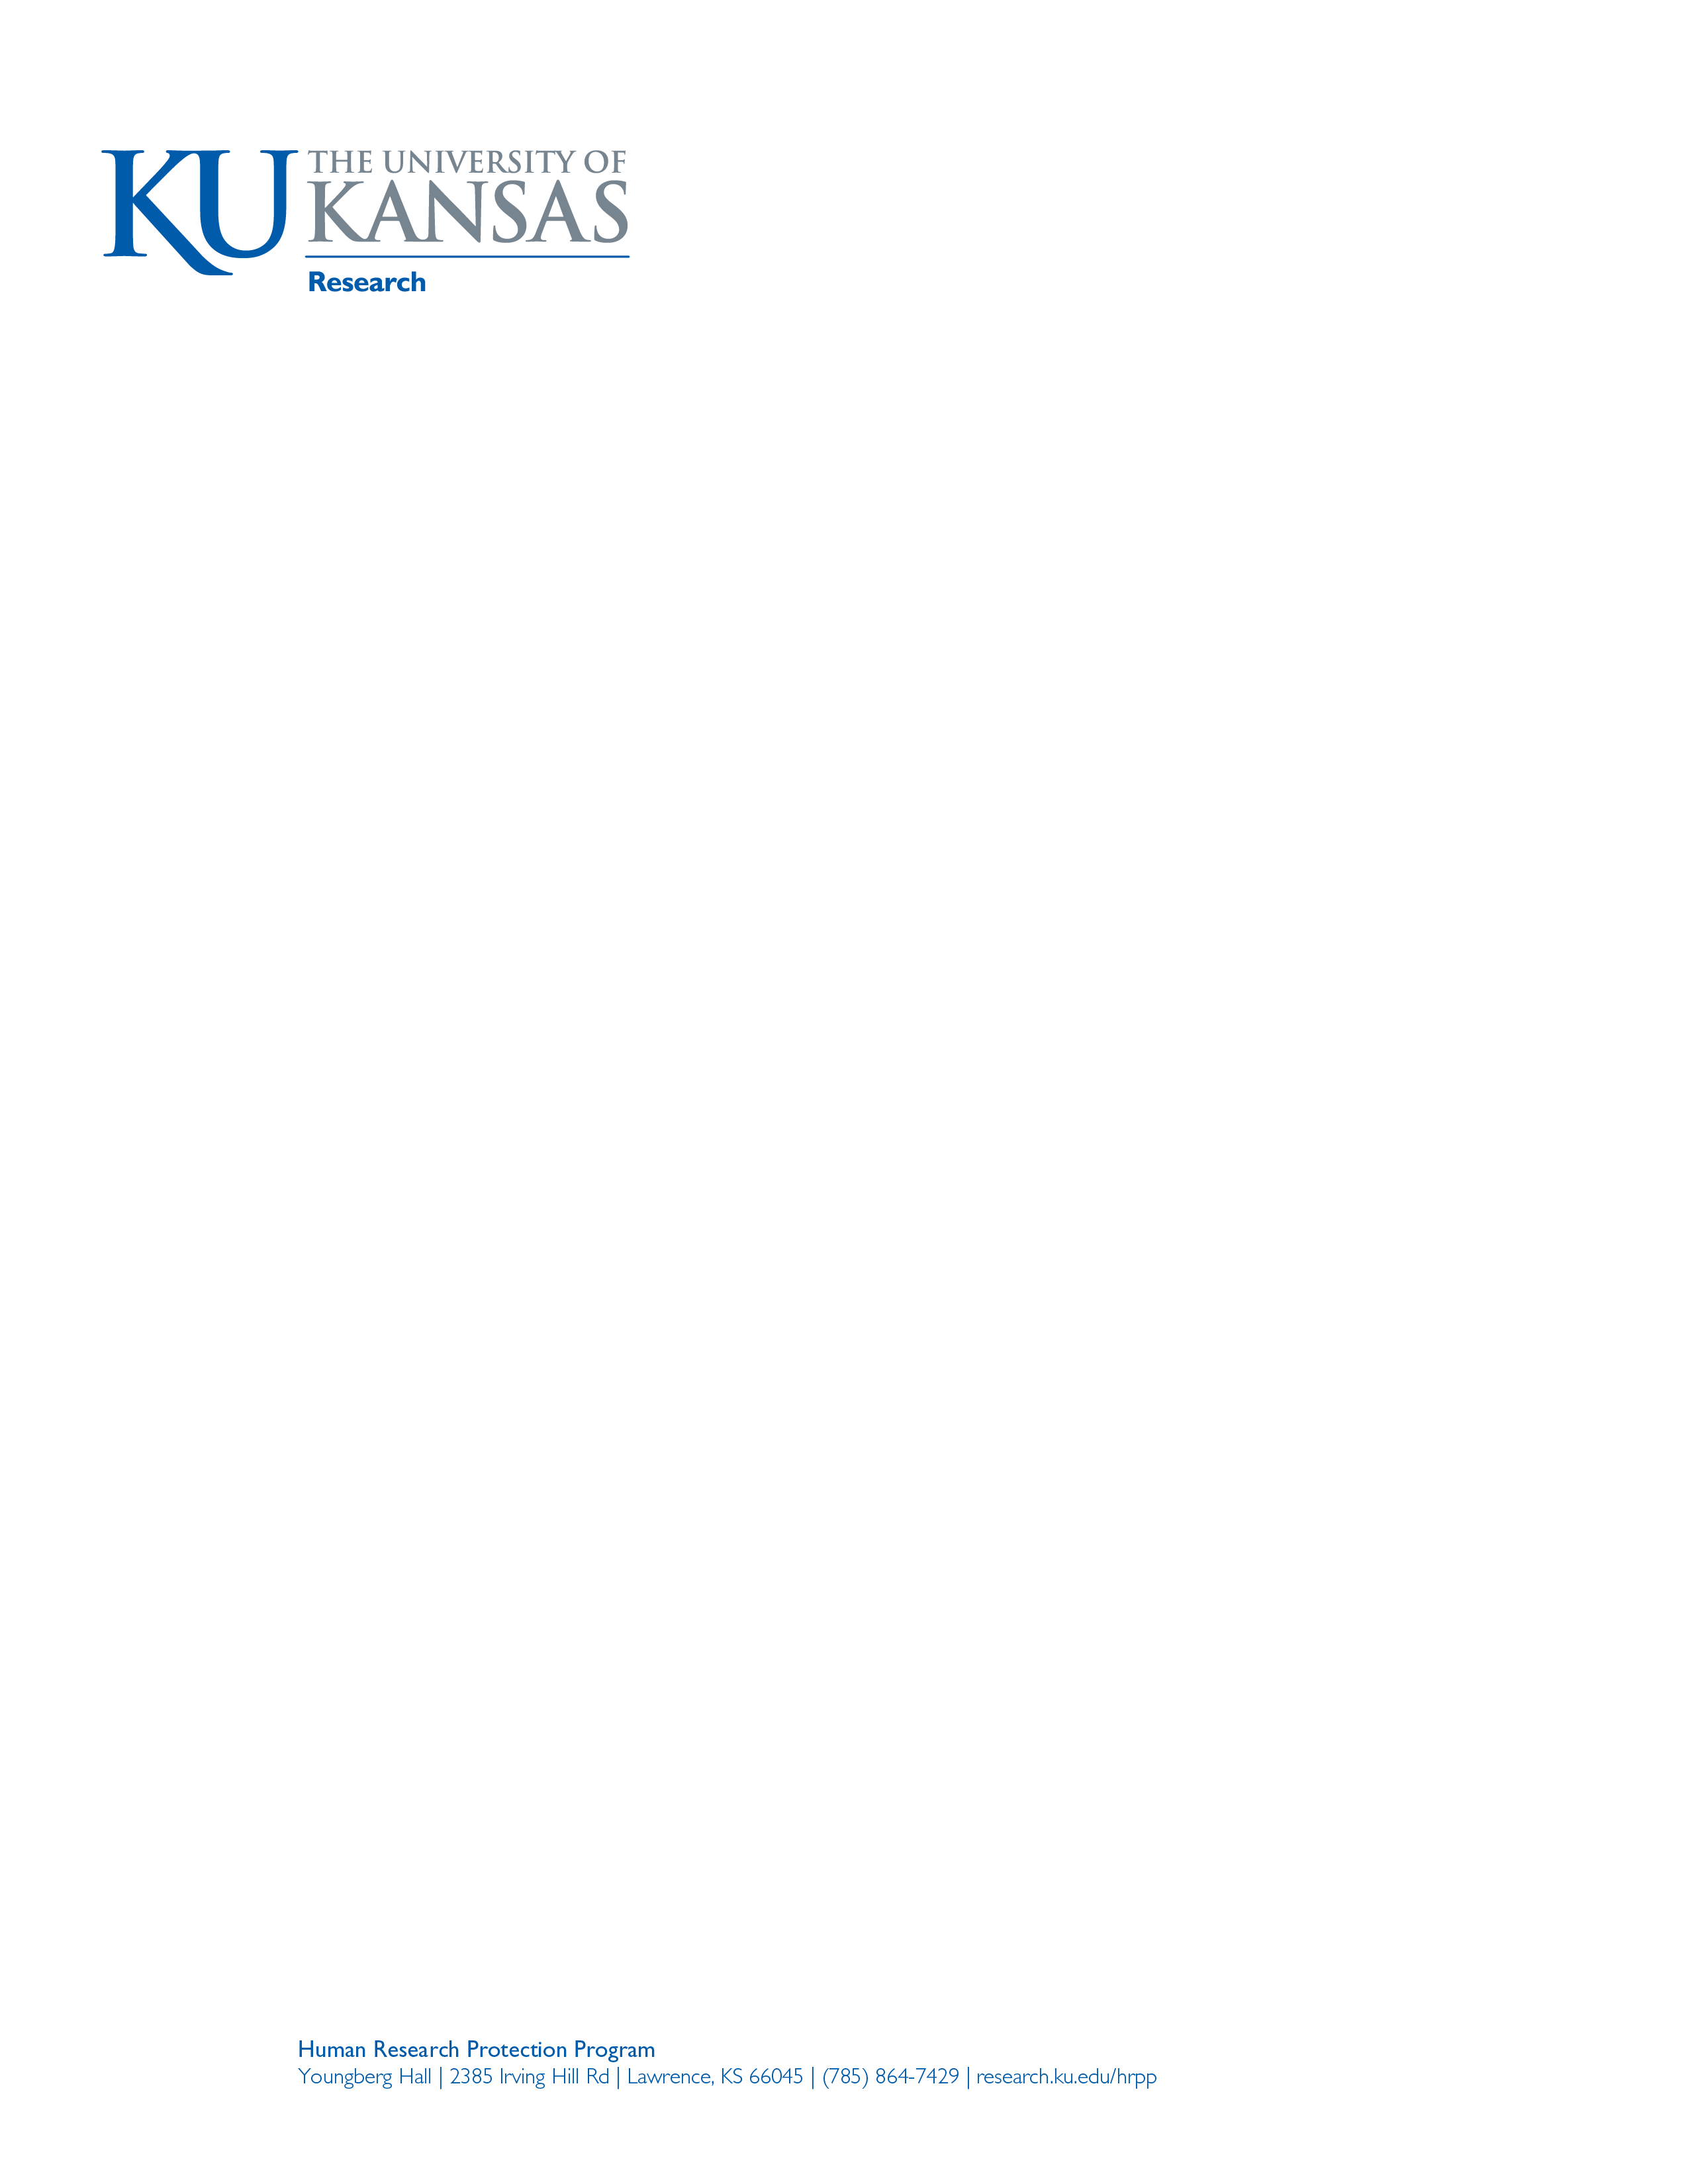 KU THE UNIVERSITY OF
KANSAS
Research
Human Research Protection Program
Youngberg Hall | 2385 Irving Hill Rd | Lawrence, KS 66045 | (785) 864-7429 | research.ku.edu/hrpp